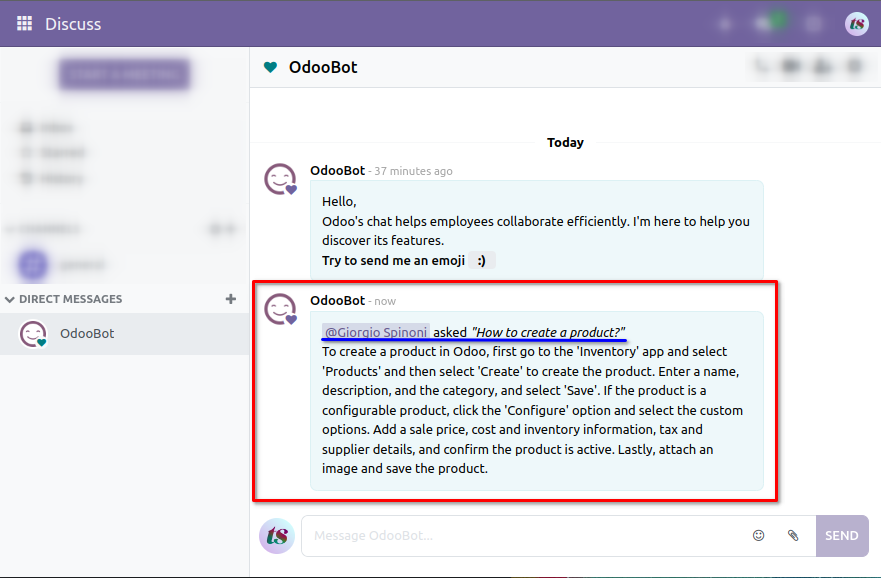 Discuss
ts
OdooBot
Today
OdooBot - 37 minutes ago
Hello,
Odoo's chat helps employees collaborate efficiently. I'm here to help you
discover its features.
Try to send me an emoji :)
DIRECT MESSAGES +
OdooBot
OdooBot - now
@Giorgio Spinoni asked "How to create a product?"
To create a product in Odoo, first go to the 'Inventory' app and select
'Products' and then select 'Create' to create the product. Enter a name,
description, and the category, and select 'Save'. If the product is a
configurable product, click the 'Configure' option and select the custom
options. Add a sale price, cost and inventory information, tax and
supplier details, and confirm the product is active. Lastly, attach an
image and save the product.
ts
Message OdooBot...
SEND